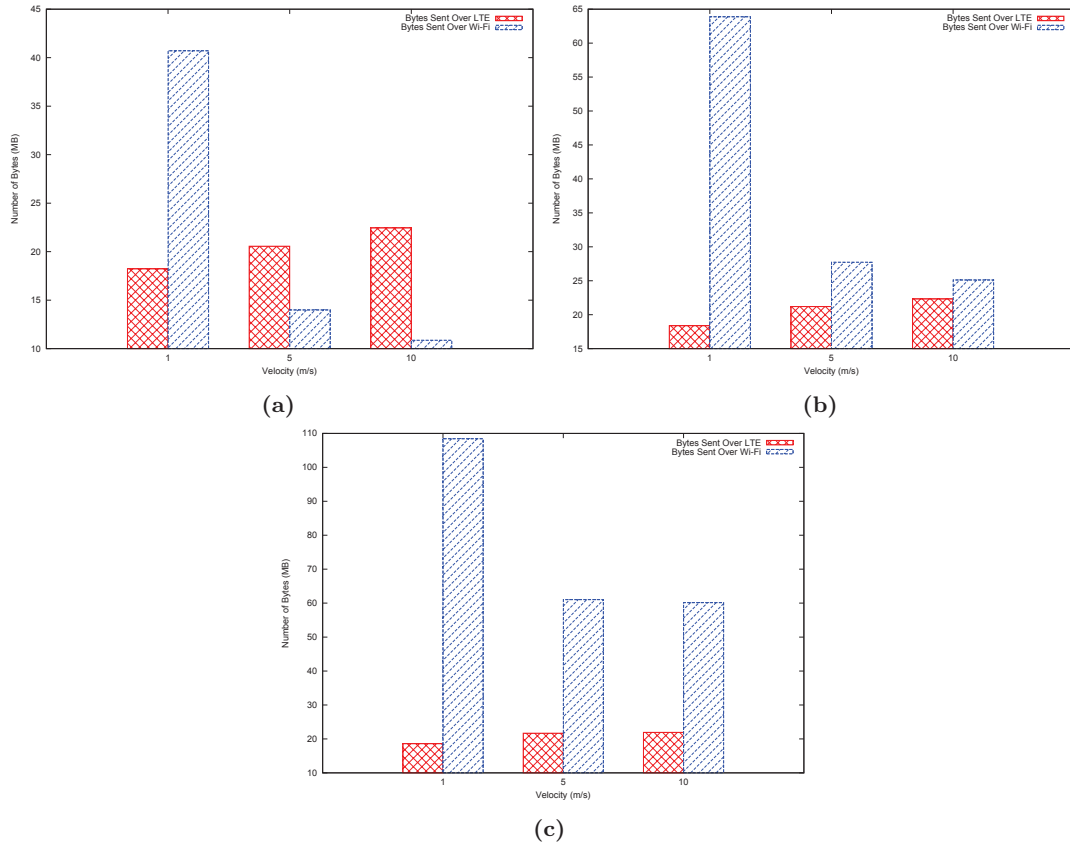 45
40
35
30
25
20
15
10
Number of Bytes (MB)
Bytes Sent Over LTE
Bytes Sent Over Wi-Fi
1 5 10
Velocity (m/s)
(a)
65
60
55
50
45
40
35
30
25
20
15
Number of Bytes (MB)
Bytes Sent Over LTE
Bytes Sent Over Wi-Fi
1 5 10
Velocity (m/s)
(b)
110
100
90
80
70
60
50
40
30
20
10
Number of Bytes (MB)
Bytes Sent Over LTE
Bytes Sent Over Wi-Fi
1 5 10
Velocity (m/s)
(c)